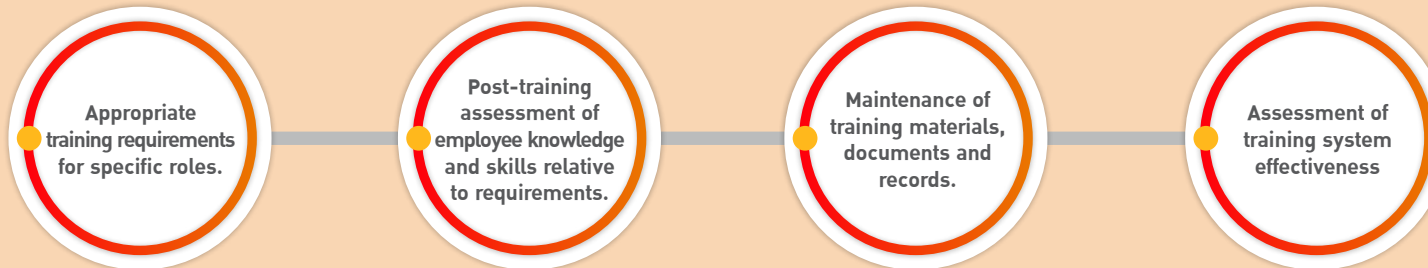 Appropriate
training requirements
for specific roles.
Post-training
assessment of
employee knowledge
and skills relative
to requirements.
Maintenance of
training materials,
documents and
records.
Assessment of
training system
effectiveness